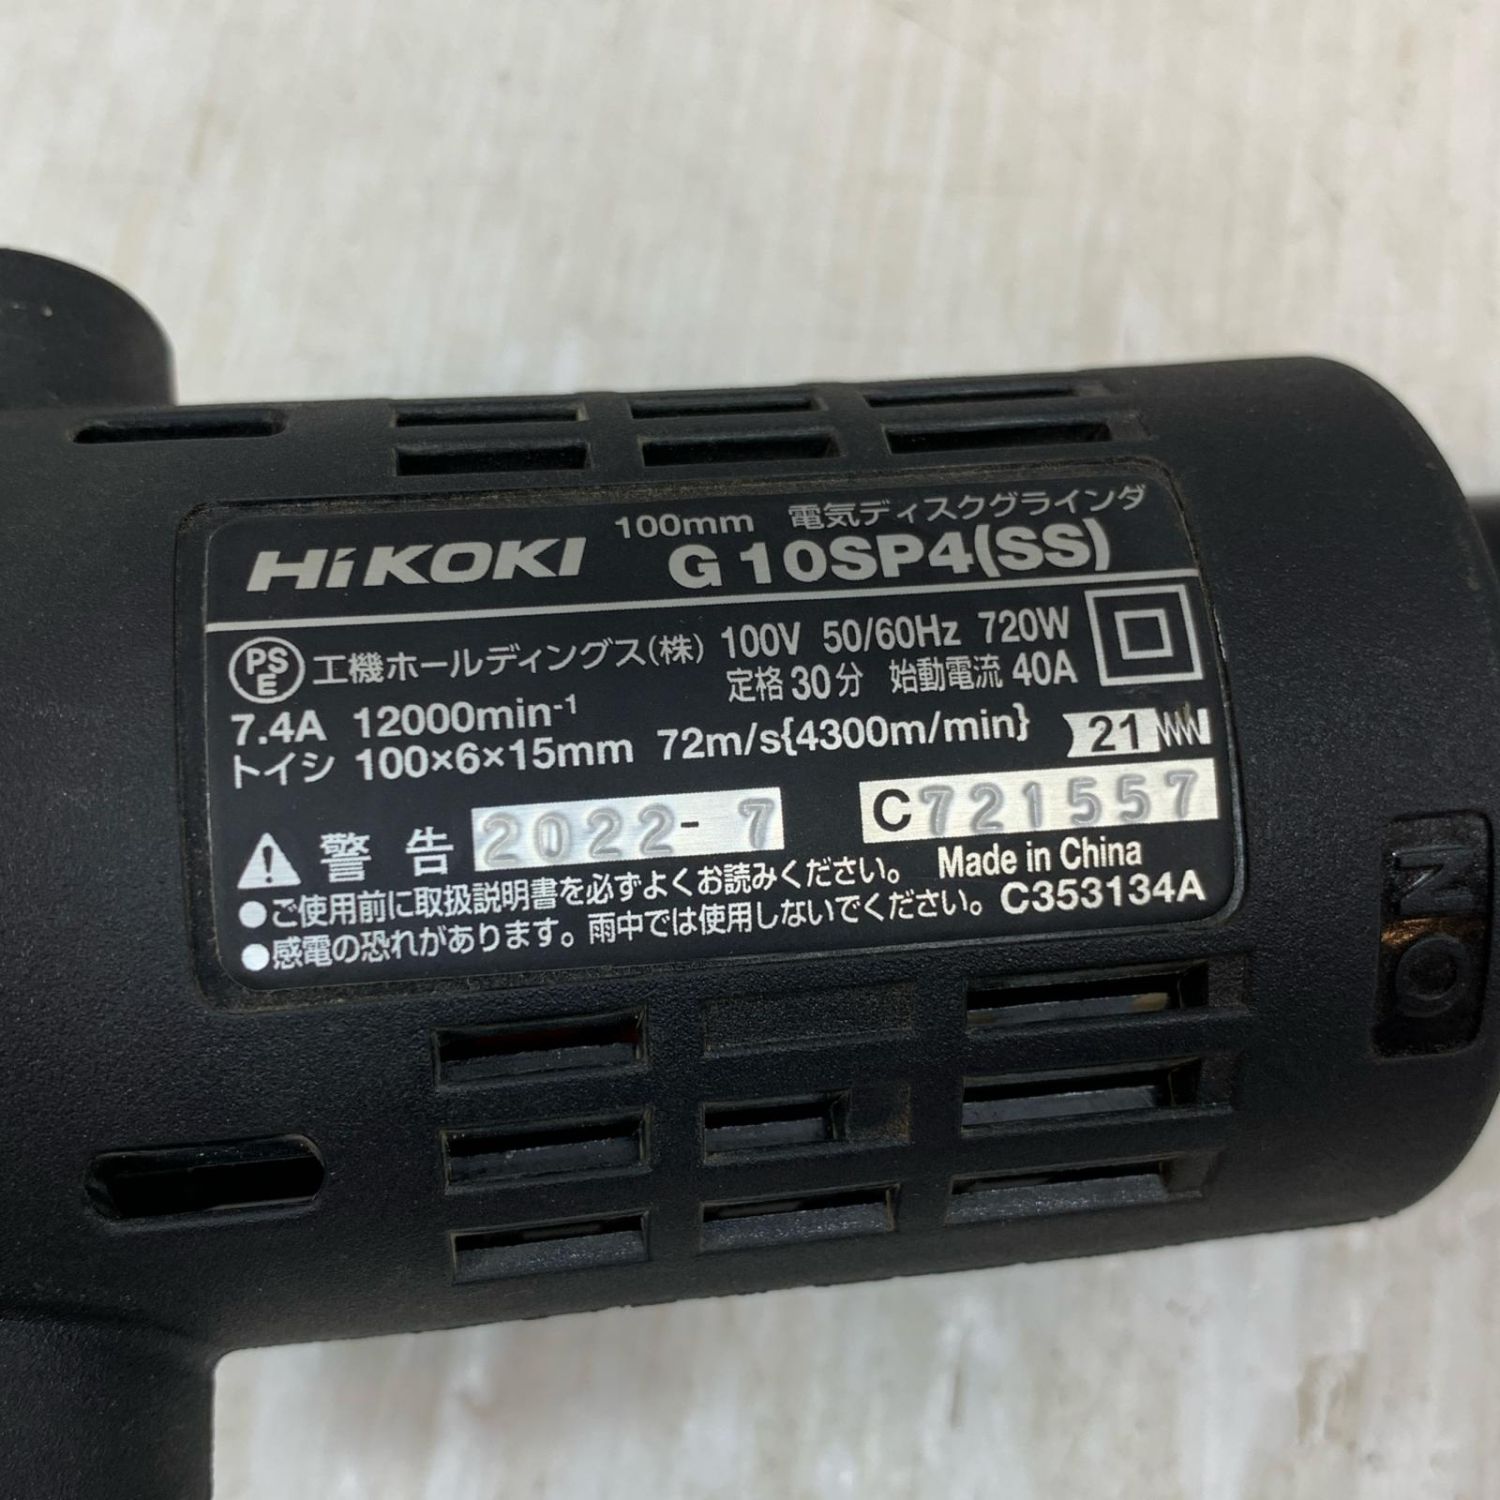 100mm 電気ディスクグラインダ
HiKOKI G10SP4(SS)
PSE 工機ホールディングス(株) 100V 50/60Hz 720W
定格30分 始動電流 40A
7.4A 12000min-1
トイシ 100×6×15mm 72m/s{4300m/min} 21
警告 2022- 7 C721557
●ご使用前に取扱説明書を必ずよくお読みください。 Made in China
●感電の恐れがあります。雨中では使用しないでください。 C353134A
NO